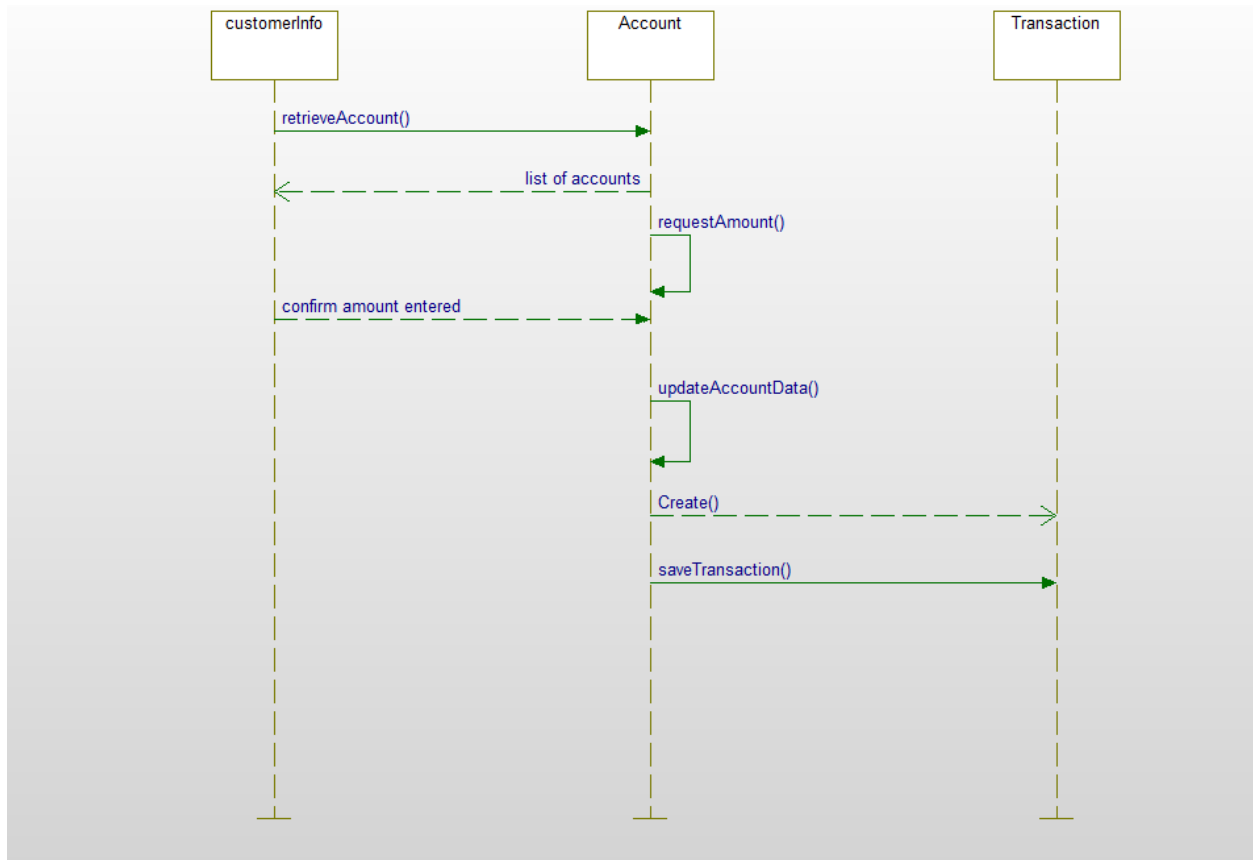 customerInfo
Account
Transaction
retrieveAccount()
list of accounts
requestAmount()
confirm amount entered
updateAccountData()
Create()
saveTransaction()